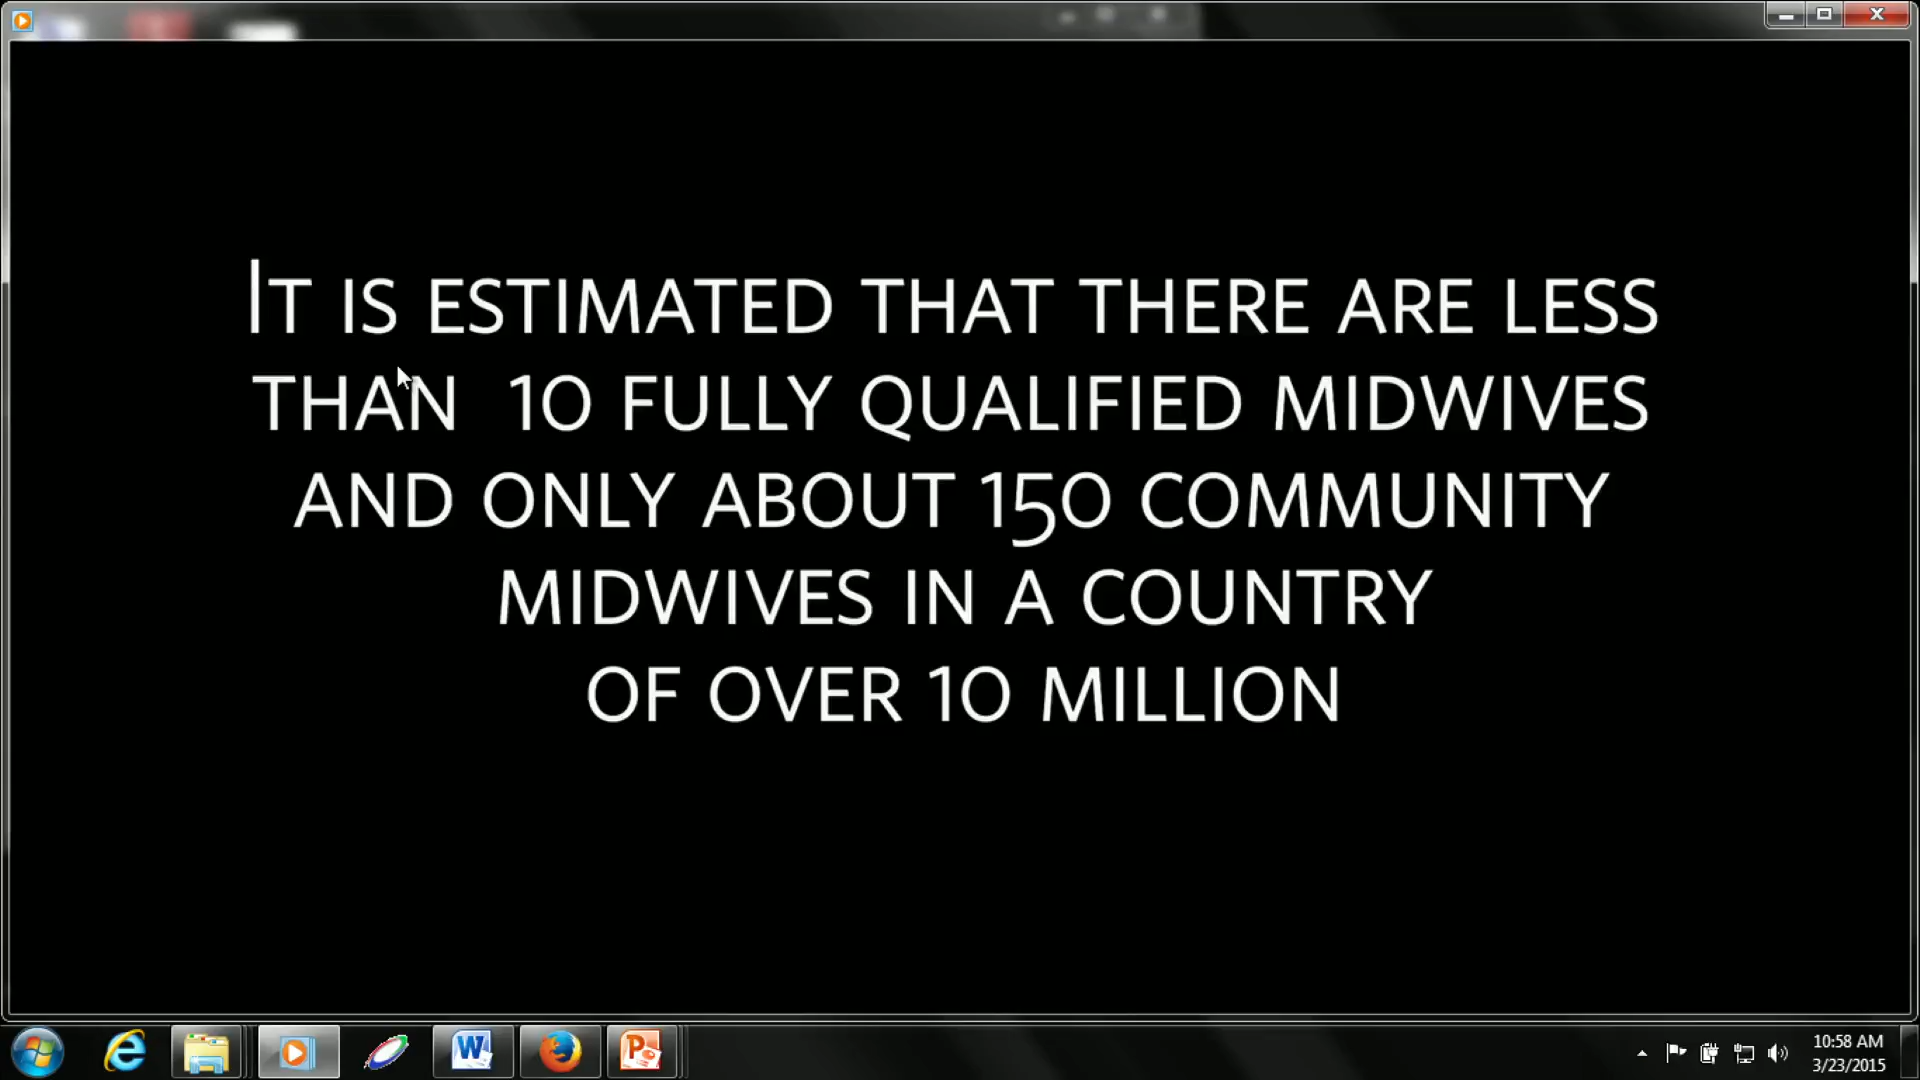 It is estimated that there are less
than  10 fully qualified midwives
and only about 150 community
midwives in a country
of over 10 million
10:58 AM
3/23/2015